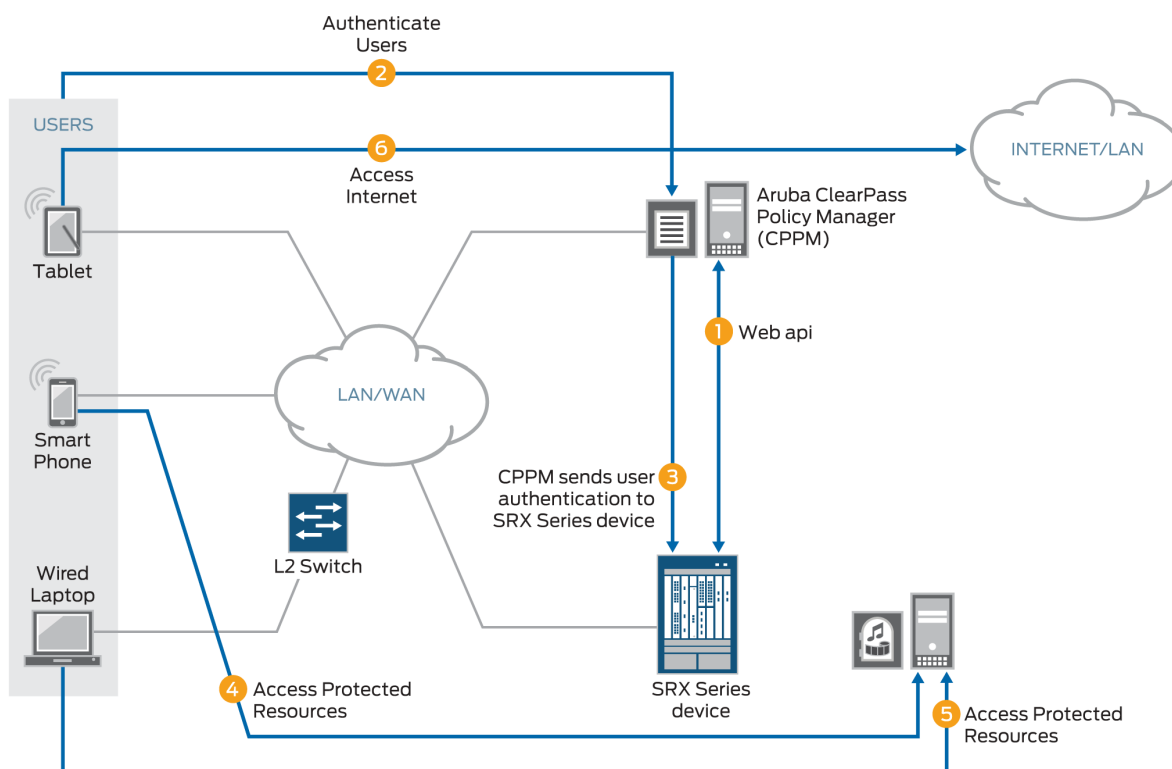 Authenticate
Users
2
USERS
6
Access
Internet
INTERNET/LAN
Aruba ClearPass
Policy Manager
(CPPM)
Tablet
1
Web api
LAN/WAN
Smart
Phone
CPPM sends user
authentication to
SRX Series device
3
L2 Switch
Wired
Laptop
4
Access Protected
Resources
SRX Series
device
5
Access Protected
Resources